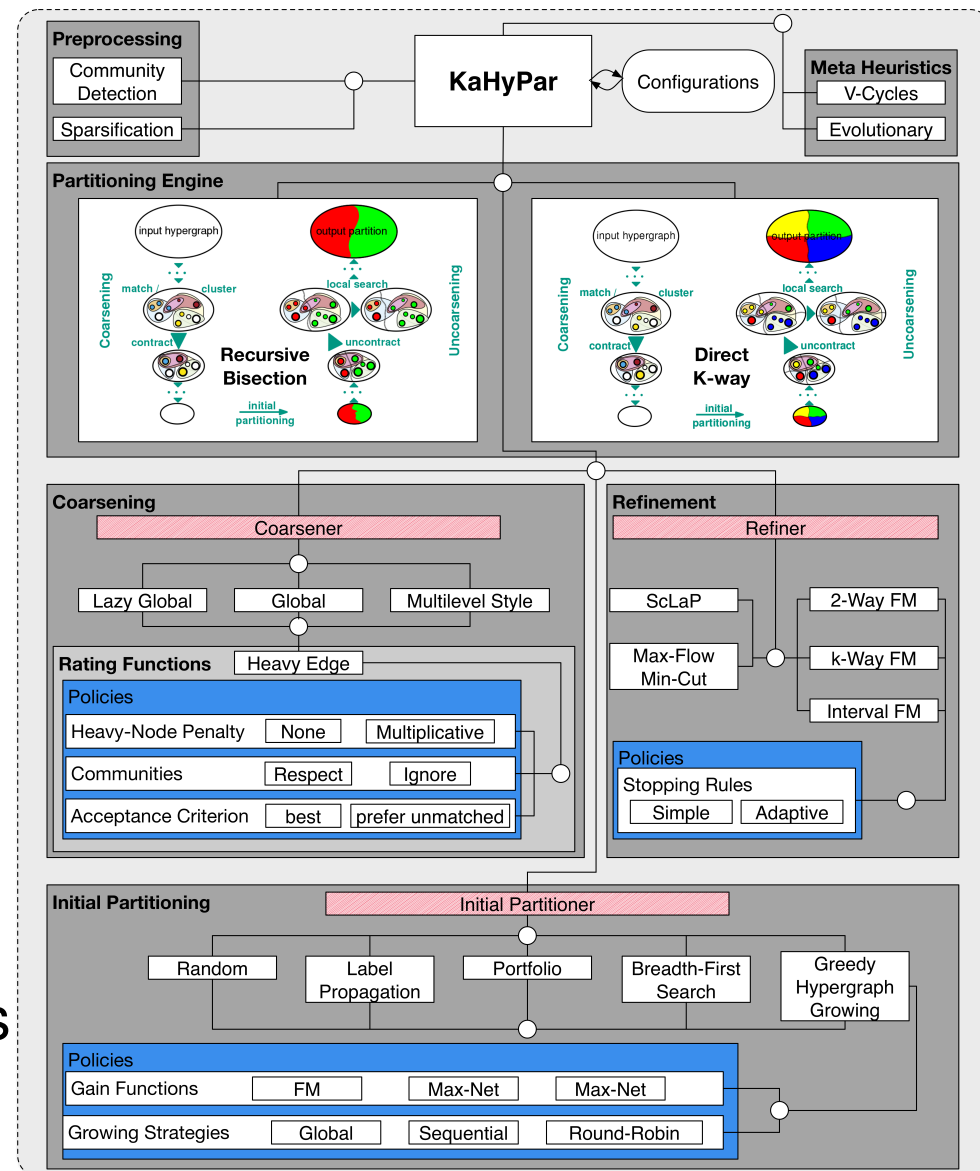 Preprocessing
Community
Detection
Sparsification
KaHyPar
Configurations
Meta Heuristics
V-Cycles
Evolutionary
Partitioning Engine
input hypergraph
output partition
Coarsening
match / cluster
local search
Uncoarsening
contract
uncontract
Recursive
Bisection
initial
partitioning
input hypergraph
output partition
Coarsening
match / cluster
local search
Uncoarsening
contract
uncontract
Direct
K-way
initial
partitioning
Coarsening
Coarsener
Lazy Global
Global
Multilevel Style
Rating Functions
Heavy Edge
Policies
Heavy-Node Penalty None Multiplicative
Communities Respect Ignore
Acceptance Criterion best prefer unmatched
Refinement
Refiner
ScLaP
Max-Flow
Min-Cut
2-Way FM
k-Way FM
Interval FM
Policies
Stopping Rules
Simple Adaptive
Initial Partitioning
Initial Partitioner
Random
Label
Propagation
Portfolio
Breadth-First
Search
Greedy
Hypergraph
Growing
s
Policies
Gain Functions FM Max-Net Max-Net
Growing Strategies Global Sequential Round-Robin